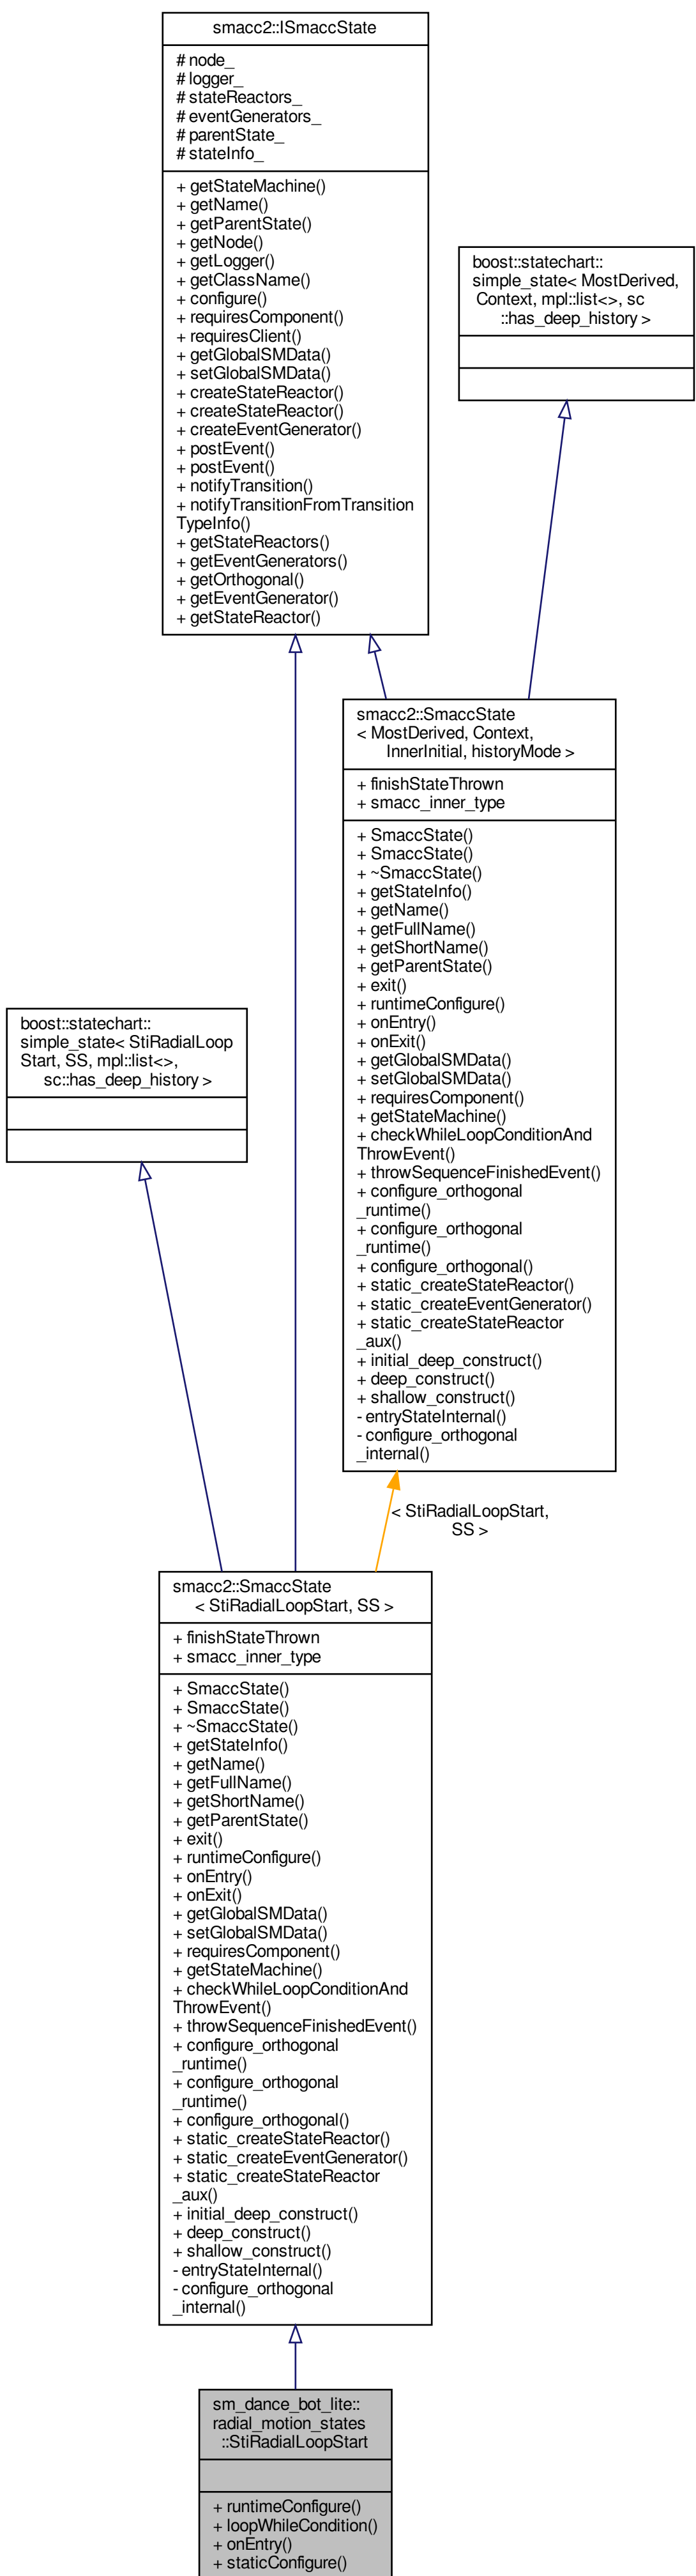 smacc2::ISmaccState
# node_
# logger_
# stateReactors_
# eventGenerators_
# parentState_
# stateInfo_
+ getStateMachine()
+ getName()
+ getParentState()
+ getNode()
+ getLogger()
+ getClassName()
+ configure()
+ requiresComponent()
+ requiresClient()
+ getGlobalSMData()
+ setGlobalSMData()
+ createStateReactor()
+ createStateReactor()
+ createEventGenerator()
+ postEvent()
+ postEvent()
+ notifyTransition()
+ notifyTransitionFromTransition
TypeInfo()
+ getStateReactors()
+ getEventGenerators()
+ getOrthogonal()
+ getEventGenerator()
+ getStateReactor()
boost::statechart::
simple_state< MostDerived,
Context, mpl::list<>, sc
::has_deep_history >
smacc2::SmaccState
< MostDerived, Context,
InnerInitial, historyMode >
+ finishStateThrown
+ smacc_inner_type
+ SmaccState()
+ SmaccState()
+ ~SmaccState()
+ getStateInfo()
+ getName()
+ getFullName()
+ getShortName()
+ getParentState()
+ exit()
+ runtimeConfigure()
+ onEntry()
+ onExit()
+ getGlobalSMData()
+ setGlobalSMData()
+ requiresComponent()
+ getStateMachine()
+ checkWhileLoopConditionAnd
ThrowEvent()
+ throwSequenceFinishedEvent()
+ configure_orthogonal
_runtime()
+ configure_orthogonal
_runtime()
+ configure_orthogonal()
+ static_createStateReactor()
+ static_createEventGenerator()
+ static_createStateReactor
_aux()
+ initial_deep_construct()
+ deep_construct()
+ shallow_construct()
- entryStateInternal()
- configure_orthogonal
_internal()
boost::statechart::
simple_state< StiRadialLoop
Start, SS, mpl::list<>,
sc::has_deep_history >
< StiRadialLoopStart,
SS >
smacc2::SmaccState
< StiRadialLoopStart, SS >
+ finishStateThrown
+ smacc_inner_type
+ SmaccState()
+ SmaccState()
+ ~SmaccState()
+ getStateInfo()
+ getName()
+ getFullName()
+ getShortName()
+ getParentState()
+ exit()
+ runtimeConfigure()
+ onEntry()
+ onExit()
+ getGlobalSMData()
+ setGlobalSMData()
+ requiresComponent()
+ getStateMachine()
+ checkWhileLoopConditionAnd
ThrowEvent()
+ throwSequenceFinishedEvent()
+ configure_orthogonal
_runtime()
+ configure_orthogonal
_runtime()
+ configure_orthogonal()
+ static_createStateReactor()
+ static_createEventGenerator()
+ static_createStateReactor
_aux()
+ initial_deep_construct()
+ deep_construct()
+ shallow_construct()
- entryStateInternal()
- configure_orthogonal
_internal()
sm_dance_bot_lite::
radial_motion_states
::StiRadialLoopStart
+ runtimeConfigure()
+ loopWhileCondition()
+ onEntry()
+ staticConfigure()